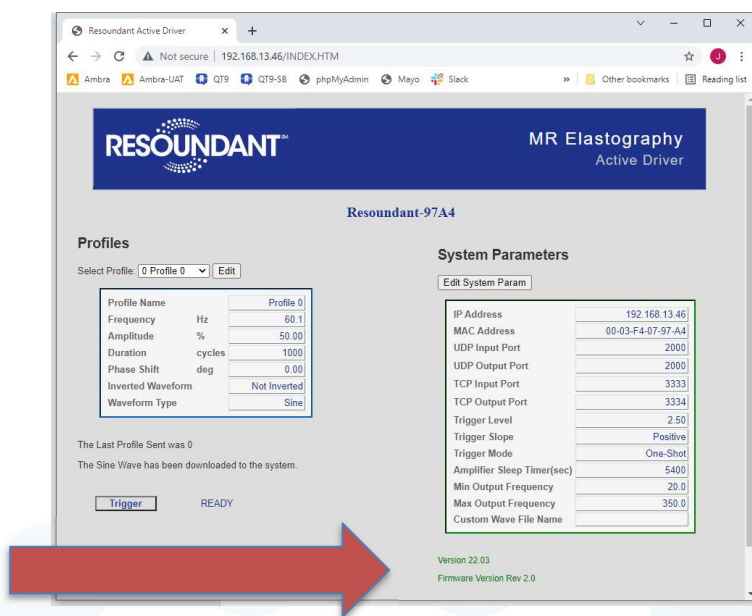 Resoundant Active Driver
Not secure | 192.168.13.46/INDEX.HTM
J
Ambra Ambra-UAT QT9 QT9-SB phpMyAdmin Mayo Slack » Other bookmarks Reading list
RESOUNDANT SM
MR Elastography
Active Driver
Resoundant-97A4
Profiles
Select Profile: 0 Profile 0 Edit
Profile Name Profile 0
Frequency Hz 60.1
Amplitude % 50.00
Duration cycles 1000
Phase Shift deg 0.00
Inverted Waveform Not Inverted
Waveform Type Sine
The Last Profile Sent was 0
The Sine Wave has been downloaded to the system.
Trigger READY
System Parameters
Edit System Param
IP Address 192.168.13.46
MAC Address 00-03-F4-07-97-A4
UDP Input Port 2000
UDP Output Port 2000
TCP Input Port 3333
TCP Output Port 3334
Trigger Level 2.50
Trigger Slope Positive
Trigger Mode One-Shot
Amplifier Sleep Timer(sec) 5400
Min Output Frequency 20.0
Max Output Frequency 350.0
Custom Wave File Name
Version 22.03
Firmware Version Rev 2.0